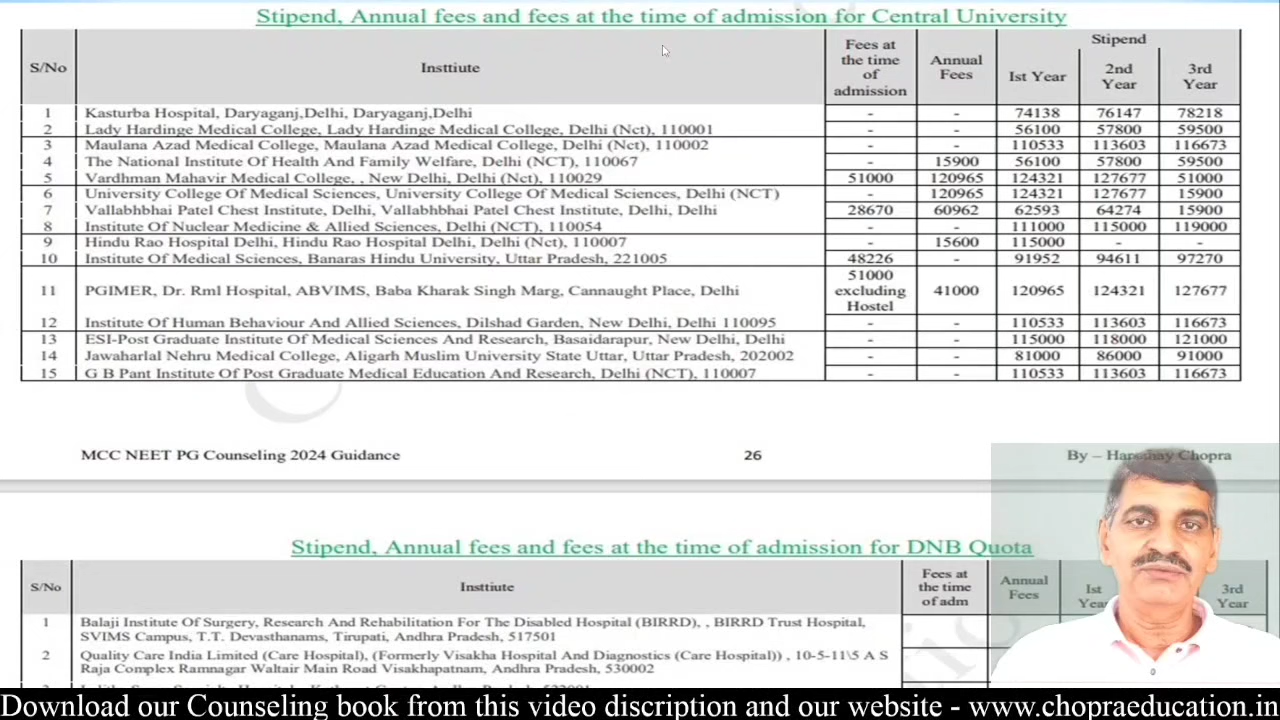 Stipend, Annual fees and fees at the time of admission for Central University
S/No Insttiute Fees at the time of admission Annual Fees Stipend
Ist Year 2nd Year 3rd Year
1 Kasturba Hospital, Daryaganj,Delhi, Daryaganj,Delhi - - 74138 76147 78218
2 Lady Hardinge Medical College, Lady Hardinge Medical College, Delhi (Nct), 110001 - - 56100 57800 59500
3 Maulana Azad Medical College, Maulana Azad Medical College, Delhi (Nct), 110002 - - 110533 113603 116673
4 The National Institute Of Health And Family Welfare, Delhi (NCT), 110067 - 15900 56100 57800 59500
5 Vardhman Mahavir Medical College, , New Delhi, Delhi (Nct), 110029 51000 120965 124321 127677 51000
6 University College Of Medical Sciences, University College Of Medical Sciences, Delhi (NCT) - 120965 124321 127677 15900
7 Vallabhbhai Patel Chest Institute, Delhi, Vallabhbhai Patel Chest Institute, Delhi, Delhi 28670 60962 62593 64274 15900
8 Institute Of Nuclear Medicine & Allied Sciences, Delhi (NCT), 110054 - - 111000 115000 119000
9 Hindu Rao Hospital Delhi, Hindu Rao Hospital Delhi, Delhi (Nct), 110007 - 15600 115000 - -
10 Institute Of Medical Sciences, Banaras Hindu University, Uttar Pradesh, 221005 48226 - 91952 94611 97270
11 PGIMER, Dr. Rml Hospital, ABVIMS, Baba Kharak Singh Marg, Cannaught Place, Delhi 51000 excluding Hostel 41000 120965 124321 127677
12 Institute Of Human Behaviour And Allied Sciences, Dilshad Garden, New Delhi, Delhi 110095 - - 110533 113603 116673
13 ESI-Post Graduate Institute Of Medical Sciences And Research, Basaidarapur, New Delhi, Delhi - - 115000 118000 121000
14 Jawaharlal Nehru Medical College, Aligarh Muslim University State Uttar, Uttar Pradesh, 202002 - - 81000 86000 91000
15 G B Pant Institute Of Post Graduate Medical Education And Research, Delhi (NCT), 110007 - - 110533 113603 116673
MCC NEET PG Counseling 2024 Guidance 26 By – Chopra
Stipend, Annual fees and fees at the time of admission for DNB Quota
S/No Insttiute Fees at the time of adm Annual Fees Ist Year 3rd Year
1 Balaji Institute Of Surgery, Research And Rehabilitation For The Disabled Hospital (BIRRD), , BIRRD Trust Hospital,
SVIMS Campus, T.T. Devasthanams, Tirupati, Andhra Pradesh, 517501
2 Quality Care India Limited (Care Hospital), (Formerly Visakha Hospital And Diagnostics (Care Hospital)) , 10-5-11\5 A S
Raja Complex Ramnagar Waltair Main Road Visakhapatnam, Andhra Pradesh, 530002
Download our Counseling book from this video discription and our website - www.chopraeducation.in